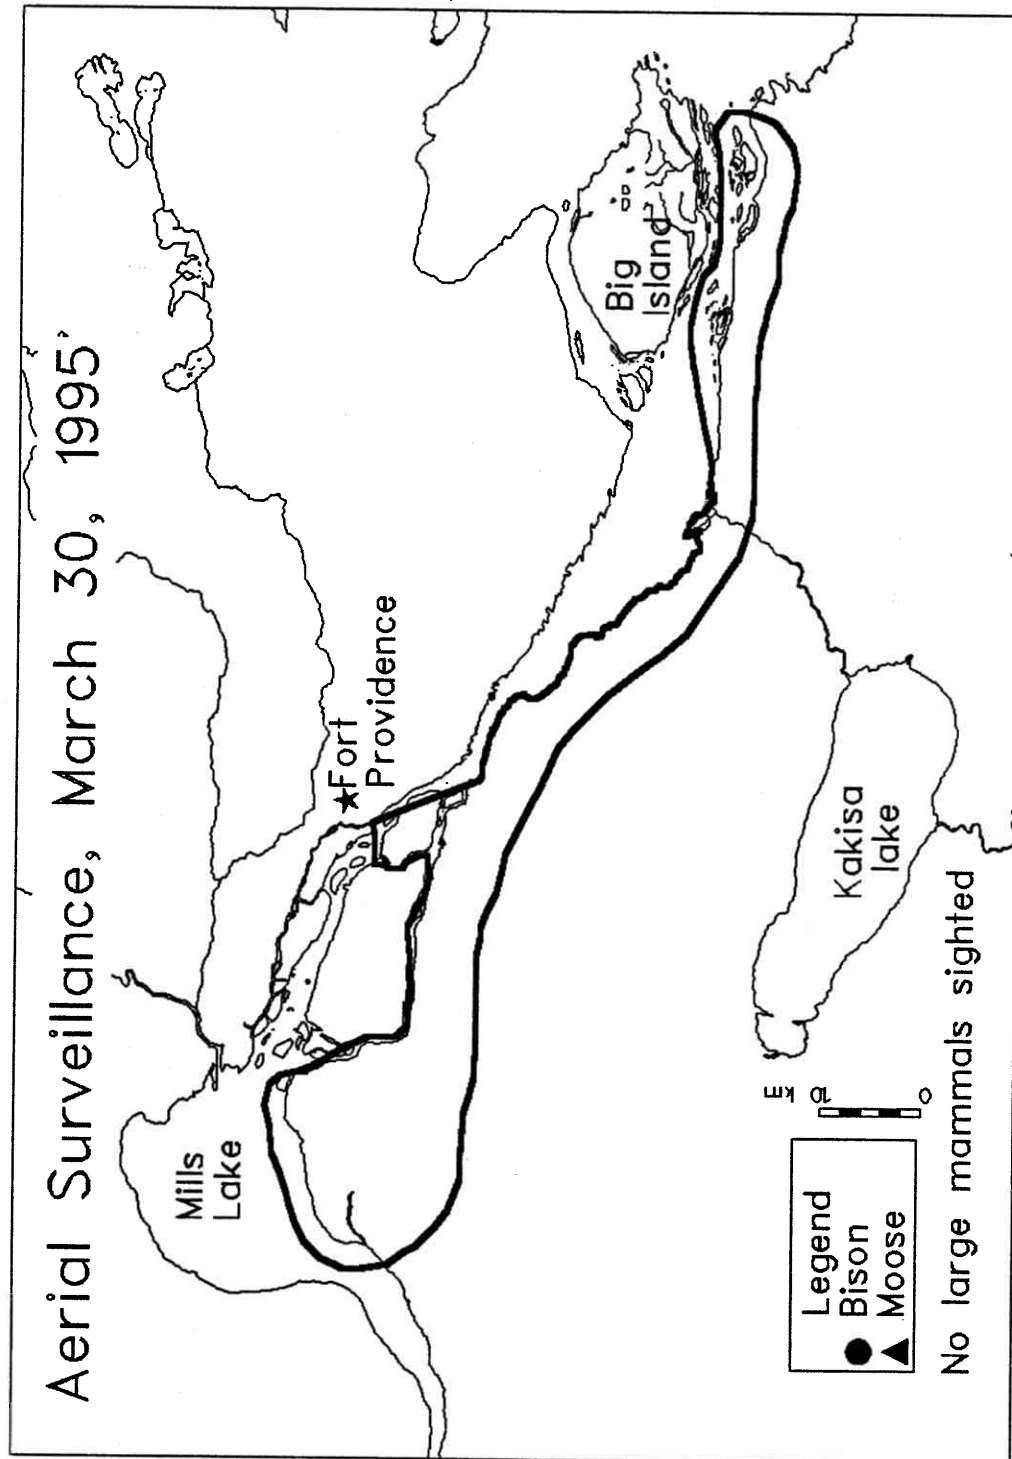 Aerial Surveillance, March 30, 1995
Fort
Providence
Big
Island
Mills
Lake
Kakisa
lake
10
km
0
Legend
Bison
Moose
No large mammals sighted